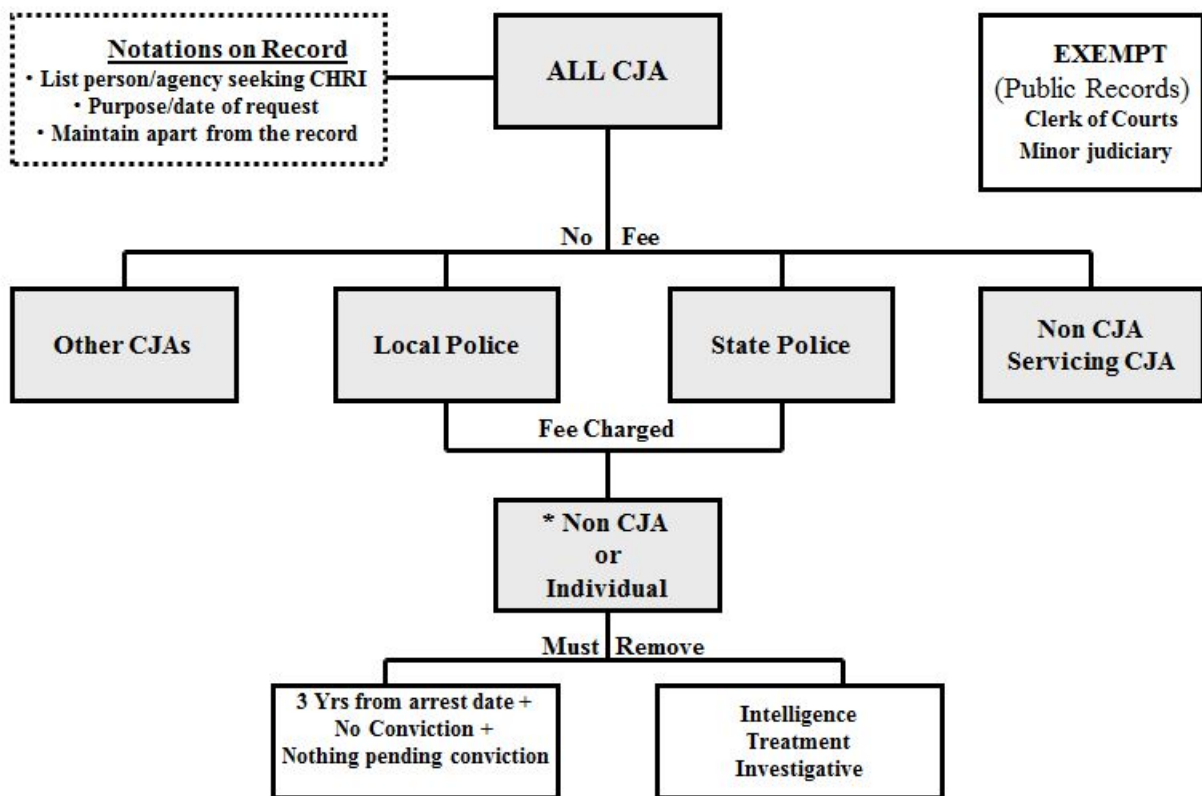 Notations on Record
• List person/agency seeking CHRI
• Purpose/date of request
• Maintain apart from the record
ALL CJA
EXEMPT
(Public Records)
Clerk of Courts
Minor judiciary
No Fee
Other CJAs
Local Police
State Police
Non CJA
Servicing CJA
Fee Charged
* Non CJA
or
Individual
Must Remove
3 Yrs from arrest date +
No Conviction +
Nothing pending conviction
Intelligence
Treatment
Investigative